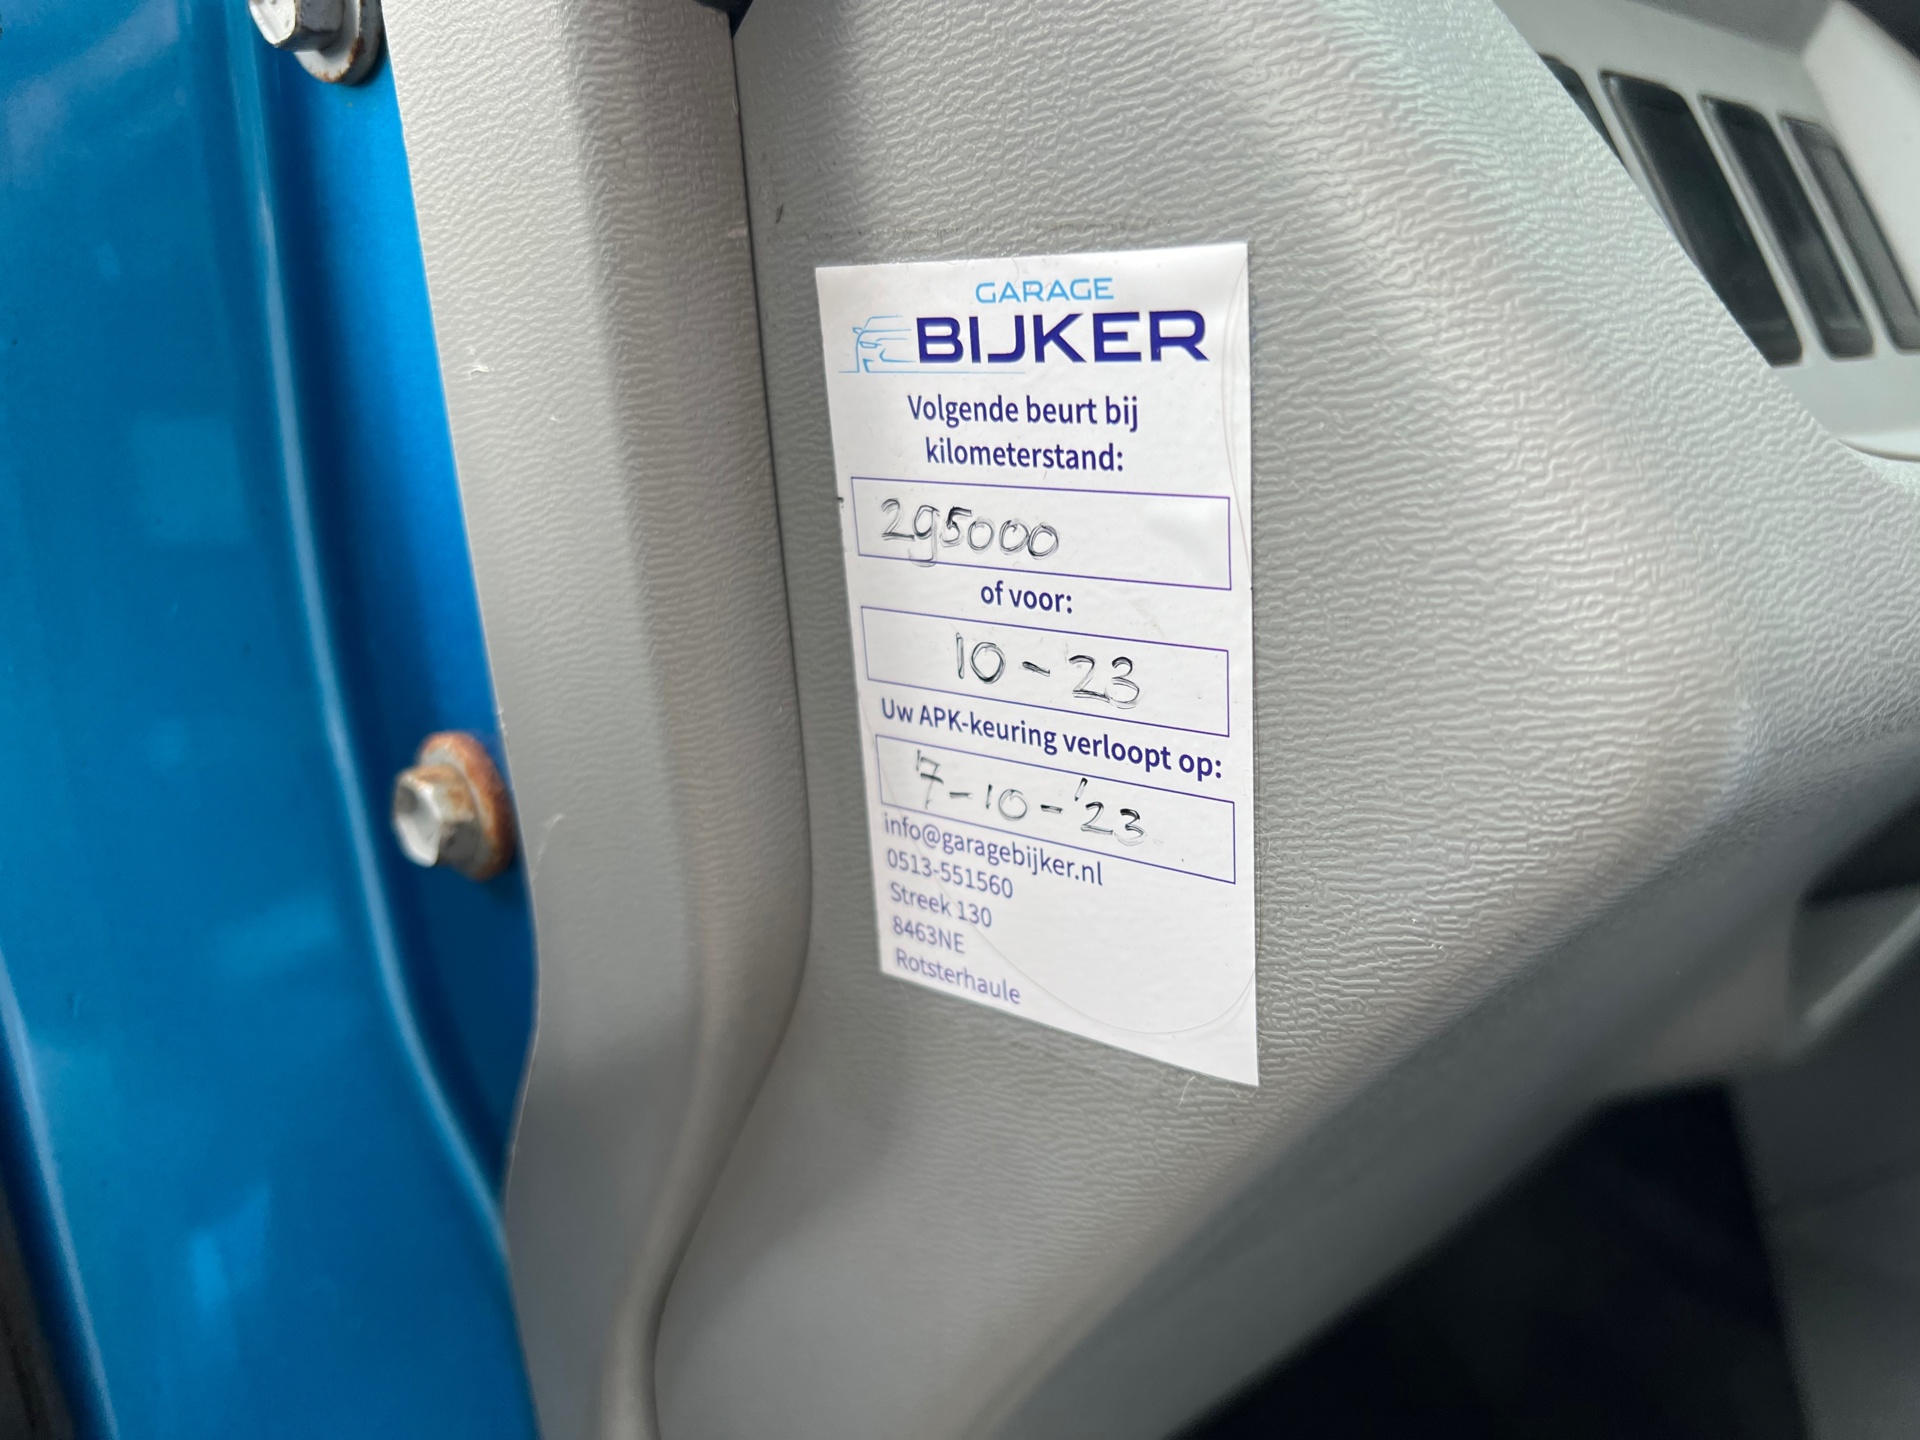 GARAGE
BIJKER
Volgende beurt bij
kilometerstand:
295000
of voor:
10-23
Uw APK-keuring verloopt op:
7-10-'23
info@garagebijker.nl
0513-551560
Streek 130
8463NE
Rotsterhaule